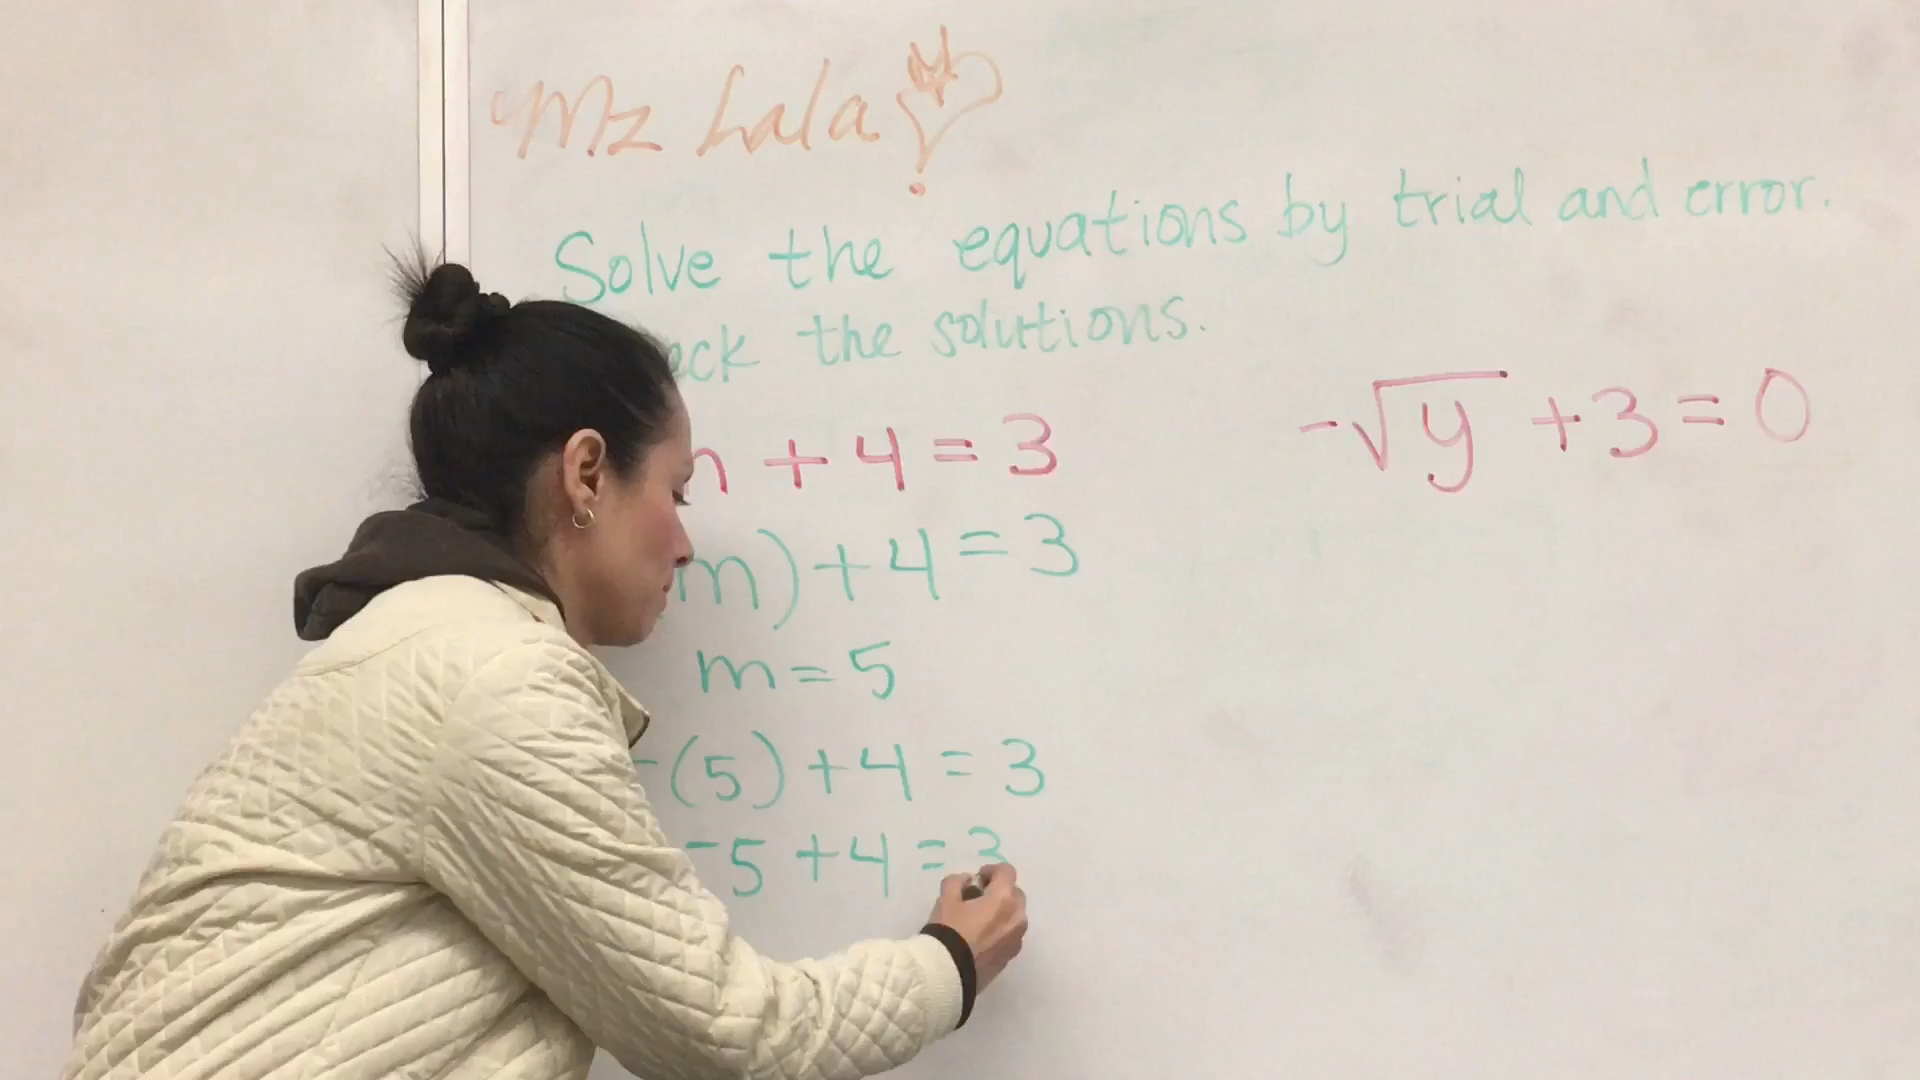 Mz Lala
Solve the equations by trial and error.
eck the solutions.
n + 4 = 3
-√y + 3 = 0
m) + 4 = 3
m = 5
-(5) + 4 = 3
-5 + 4 = 3